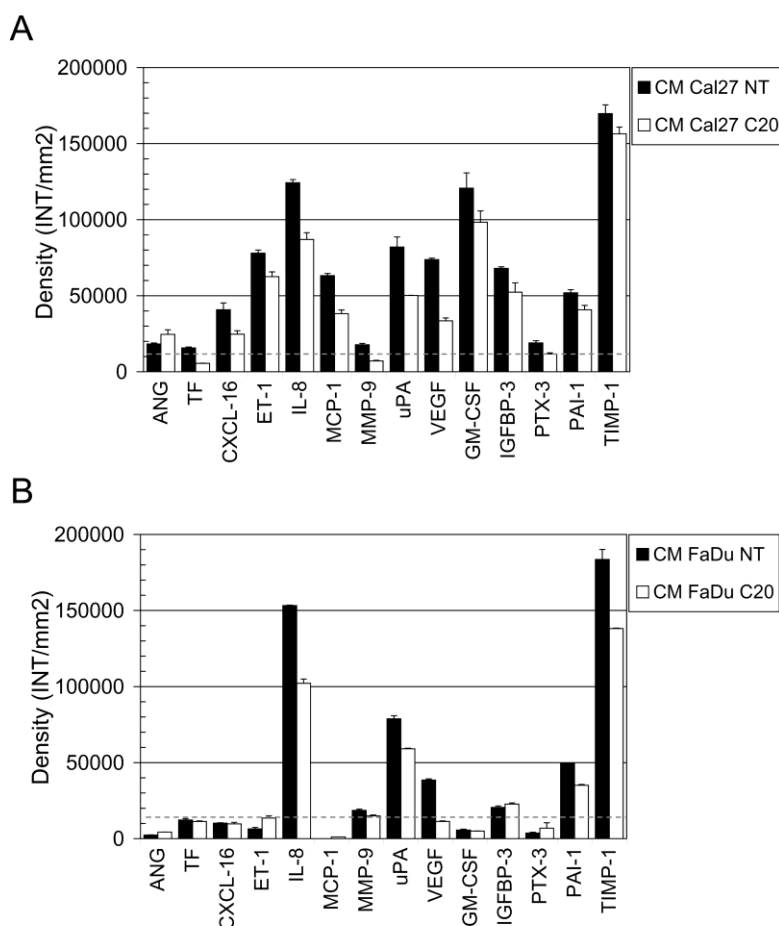 A
200000
150000
100000
50000
0
Density (INT/mm2)
CM Cal27 NT
CM Cal27 C20
ANG
TF
CXCL-16
ET-1
IL-8
MCP-1
MMP-9
uPA
VEGF
GM-CSF
IGFBP-3
PTX-3
PAI-1
TIMP-1
B
200000
150000
100000
50000
0
Density (INT/mm2)
CM FaDu NT
CM FaDu C20
ANG
TF
CXCL-16
ET-1
IL-8
MCP-1
MMP-9
uPA
VEGF
GM-CSF
IGFBP-3
PTX-3
PAI-1
TIMP-1